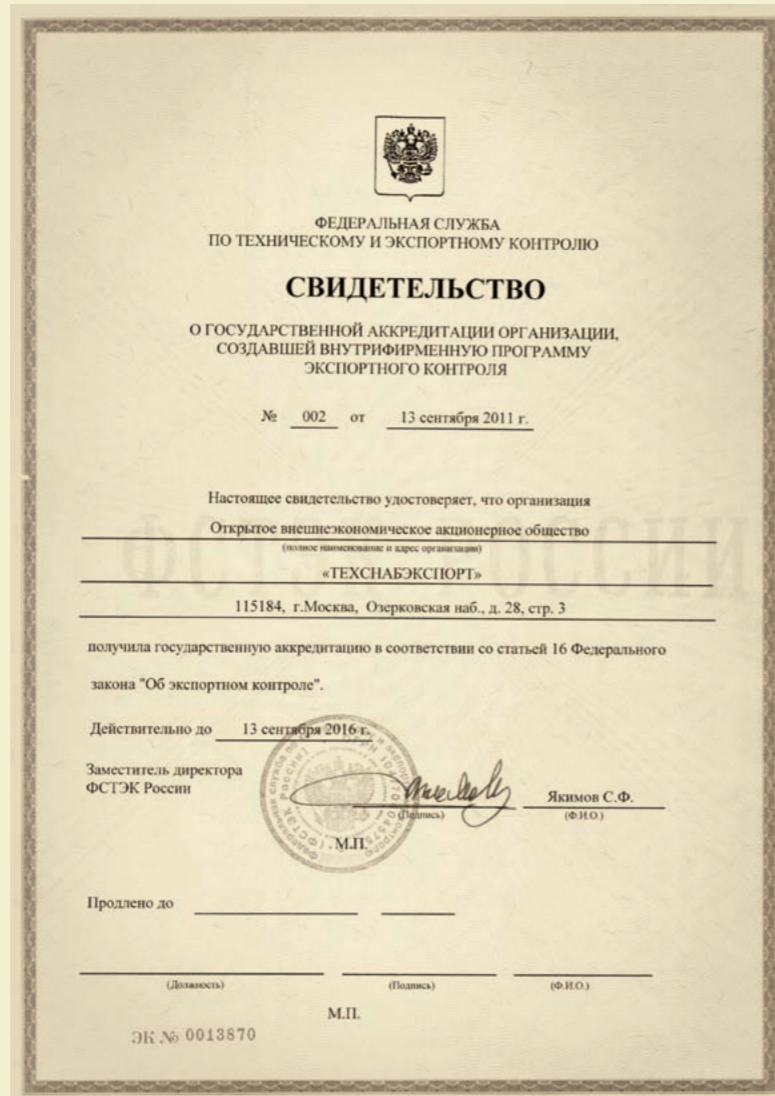 ФЕДЕРАЛЬНАЯ СЛУЖБА
ПО ТЕХНИЧЕСКОМУ И ЭКСПОРТНОМУ КОНТРОЛЮ
СВИДЕТЕЛЬСТВО
О ГОСУДАРСТВЕННОЙ АККРЕДИТАЦИИ ОРГАНИЗАЦИИ,
СОЗДАВШЕЙ ВНУТРИФИРМЕННУЮ ПРОГРАММУ
ЭКСПОРТНОГО КОНТРОЛЯ
№ 002 от 13 сентября 2011 г.
Настоящее свидетельство удостоверяет, что организация
Открытое внешнеэкономическое акционерное общество
(полное наименование и адрес организации)
«ТЕХСНАБЭКСПОРТ»
ФСТЭК РОССИИ
115184, г.Москва, Озерковская наб., д. 28, стр. 3
получила государственную аккредитацию в соответствии со статьей 16 Федерального
закона "Об экспортном контроле".
Действительно до 13 сентября 2016 г.
Заместитель директора
ФСТЭК России
Якимов С.Ф.
(Подпись) (Ф.И.О.)
М.П.
Продлено до
(Должность) (Подпись) (Ф.И.О.)
М.П.
ЭК № 0013870